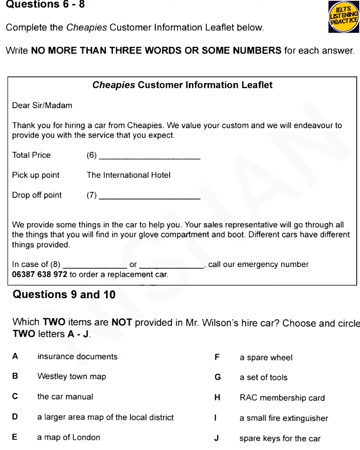 Questions 6 - 8
IELTS
LISTENING
PRACTICE
Complete the Cheapies Customer Information Leaflet below.
Write NO MORE THAN THREE WORDS OR SOME NUMBERS for each answer.
Cheapies Customer Information Leaflet
Dear Sir/Madam
Thank you for hiring a car from Cheapies. We value your custom and we will endeavour to
provide you with the service that you expect.
Total Price (6) ______________________
Pick up point The International Hotel
Drop off point (7) ______________________
We provide some things in the car to help you. Your sales representative will go through all
the things that you will find in your glove compartment and boot. Different cars have different
things provided.
In case of (8) ______________ or ______________, call our emergency number
06387 638 972 to order a replacement car.
Questions 9 and 10
Which TWO items are NOT provided in Mr. Wilson's hire car? Choose and circle
TWO letters A - J.
A insurance documents F a spare wheel
B Westley town map G a set of tools
C the car manual H RAC membership card
D a larger area map of the local district I a small fire extinguisher
E a map of London J spare keys for the car